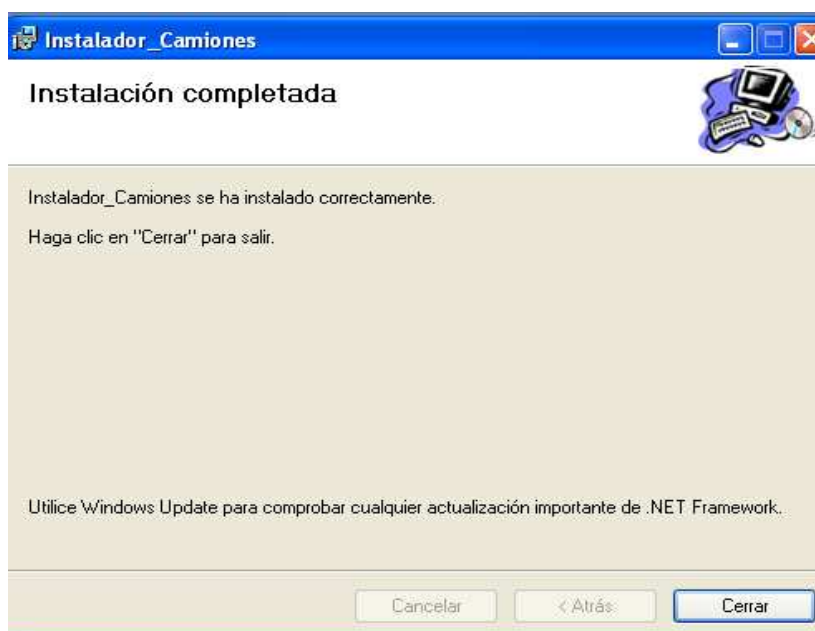 Instalador_Camiones
Instalación completada
Instalador_Camiones se ha instalado correctamente.
Haga clic en "Cerrar" para salir.
Utilice Windows Update para comprobar cualquier actualización importante de .NET Framework.
Cancelar < Atrás Cerrar